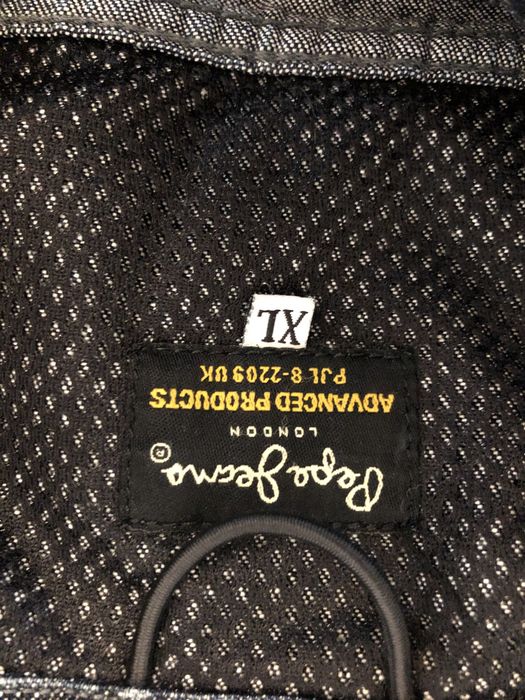 Pepe Jeans®
LONDON
ADVANCED PRODUCTS
PJL 8-2209 UK
XL